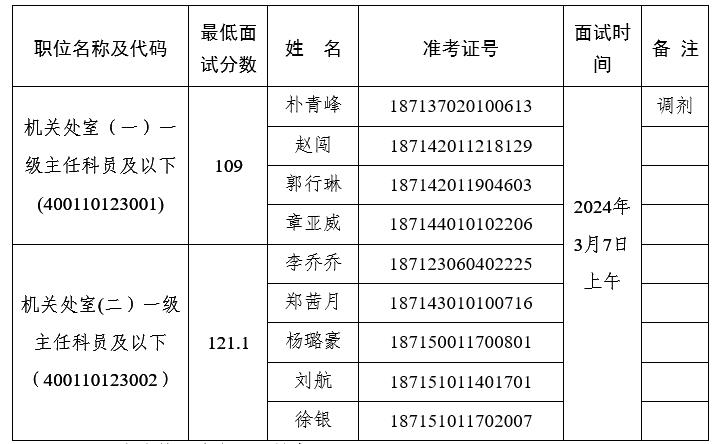 职位名称及代码 最低面试分数 姓 名 准考证号 面试时间 备 注
机关处室（一）一级主任科员及以下(400110123001) 109 朴青峰 187137020100613 2024年3月7日上午 调剂
赵闯 187142011218129
郭行琳 187142011904603
章亚威 187144010102206
机关处室(二）一级主任科员及以下（400110123002） 121.1 李乔乔 187123060402225
郑茜月 187143010100716
杨璐豪 187150011700801
刘航 187151011401701
徐银 187151011702007